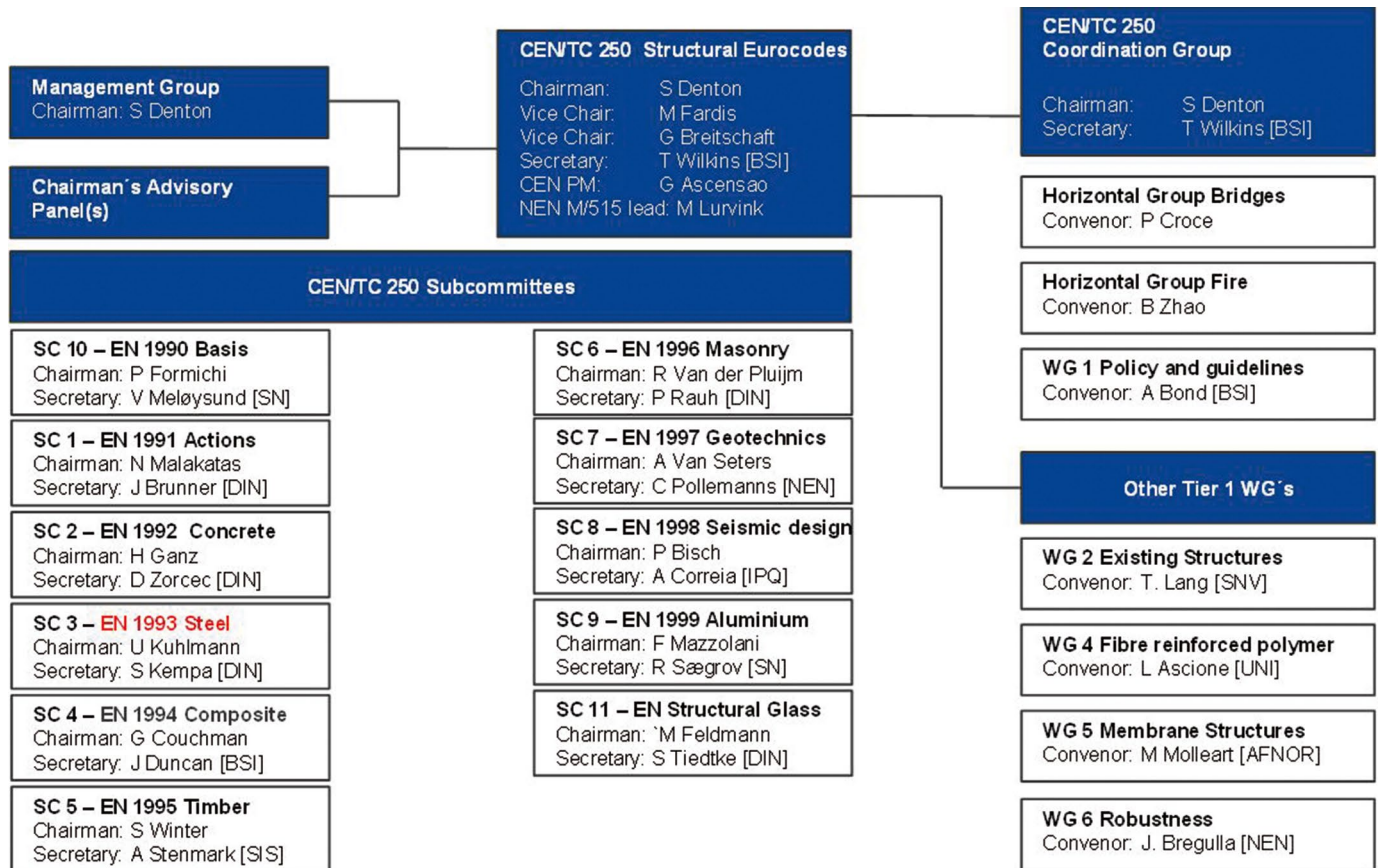 Management Group
Chairman: S Denton
Chairman´s Advisory
Panel(s)
CEN/TC 250 Structural Eurocodes
Chairman: S Denton
Vice Chair: M Fardis
Vice Chair: G Breitschaft
Secretary: T Wilkins [BSI]
CEN PM: G Ascensao
NEN M/515 lead: M Lurvink
CEN/TC 250
Coordination Group
Chairman: S Denton
Secretary: T Wilkins [BSI]
CEN/TC 250 Subcommittees
SC 10 – EN 1990 Basis
Chairman: P Formichi
Secretary: V Meløysund [SN]
SC 1 – EN 1991 Actions
Chairman: N Malakatas
Secretary: J Brunner [DIN]
SC 2 – EN 1992 Concrete
Chairman: H Ganz
Secretary: D Zorcec [DIN]
SC 3 – EN 1993 Steel
Chairman: U Kuhlmann
Secretary: S Kempa [DIN]
SC 4 – EN 1994 Composite
Chairman: G Couchman
Secretary: J Duncan [BSI]
SC 5 – EN 1995 Timber
Chairman: S Winter
Secretary: A Stenmark [SIS]
SC 6 – EN 1996 Masonry
Chairman: R Van der Pluijm
Secretary: P Rauh [DIN]
SC 7 – EN 1997 Geotechnics
Chairman: A Van Seters
Secretary: C Pollemanns [NEN]
SC 8 – EN 1998 Seismic design
Chairman: P Bisch
Secretary: A Correia [IPQ]
SC 9 – EN 1999 Aluminium
Chairman: F Mazzolani
Secretary: R Sægrov [SN]
SC 11 – EN Structural Glass
Chairman: `M Feldmann
Secretary: S Tiedtke [DIN]
Horizontal Group Bridges
Convenor: P Croce
Horizontal Group Fire
Convenor: B Zhao
WG 1 Policy and guidelines
Convenor: A Bond [BSI]
Other Tier 1 WG´s
WG 2 Existing Structures
Convenor: T. Lang [SNV]
WG 4 Fibre reinforced polymer
Convenor: L Ascione [UNI]
WG 5 Membrane Structures
Convenor: M Molleart [AFNOR]
WG 6 Robustness
Convenor: J. Bregulla [NEN]